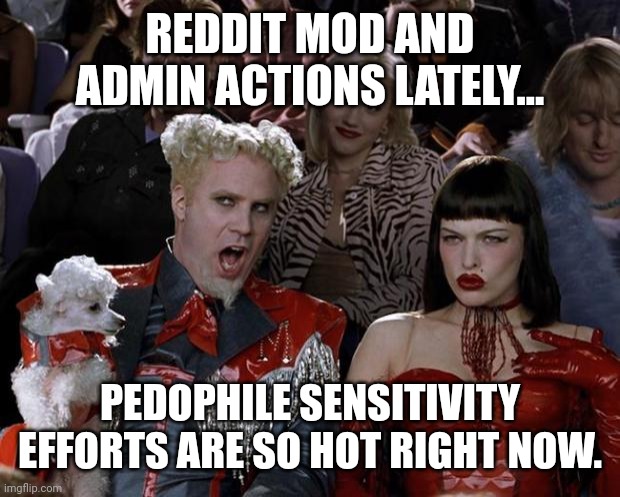 REDDIT MOD AND
ADMIN ACTIONS LATELY...
PEDOPHILE SENSITIVITY
EFFORTS ARE SO HOT RIGHT NOW.
imgflip.com